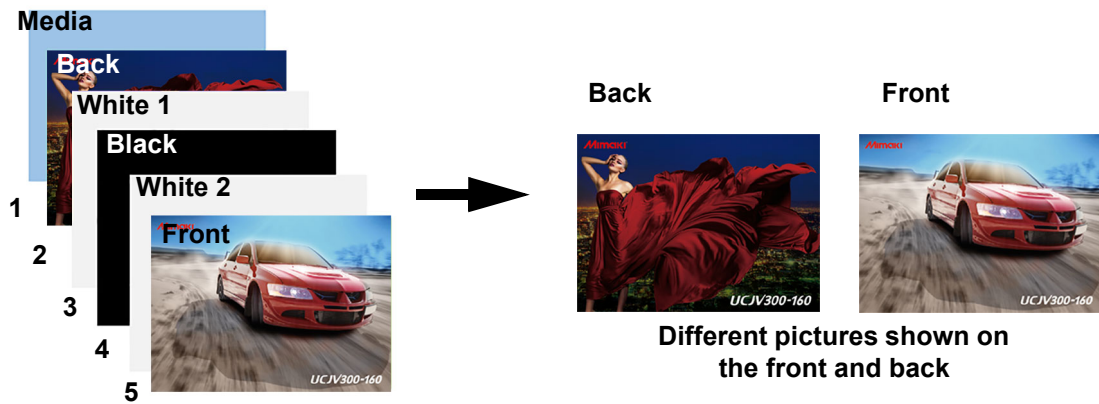 Media
Back
White 1
Black
White 2
Front
1
2
3
4
5
UCJV300-160
Back
Front
Mimaki
UCJV300-160
Mimaki
UCJV300-160
Different pictures shown on
the front and back